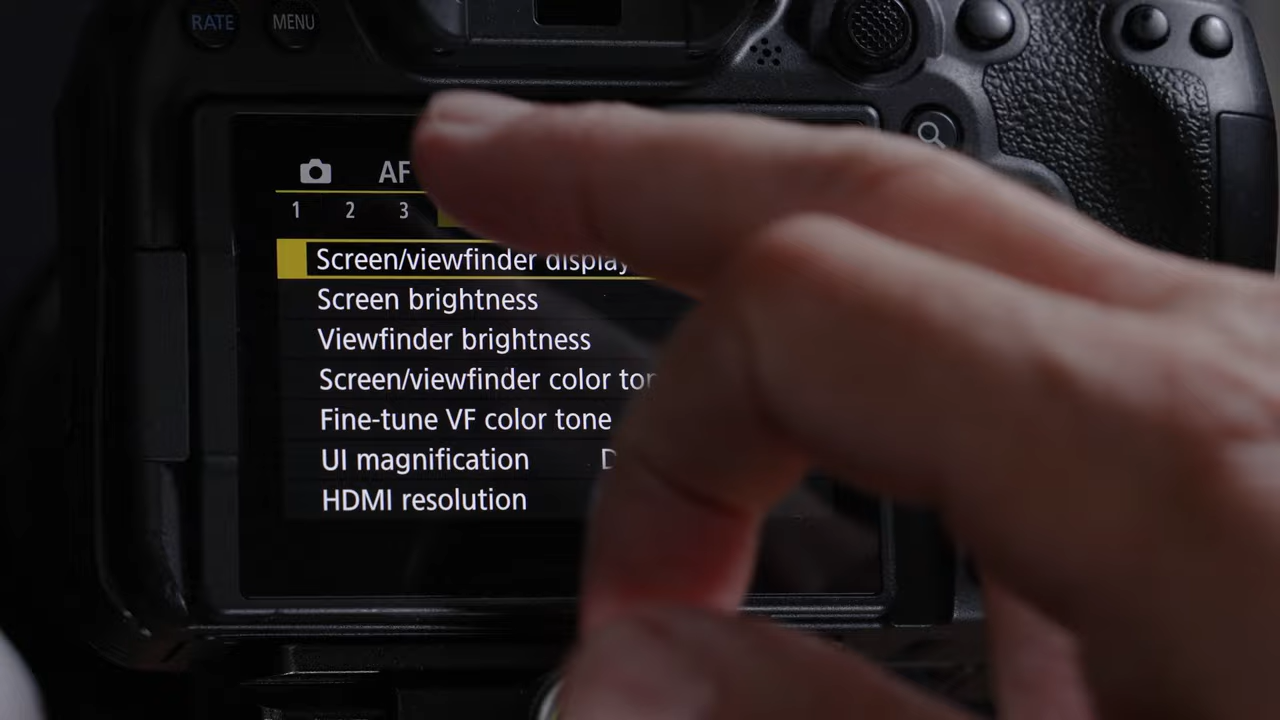 RATE MENU
AF
1 2 3
Screen/viewfinder display
Screen brightness
Viewfinder brightness
Screen/viewfinder color
Fine-tune VF color tone
UI magnification D
HDMI resolution